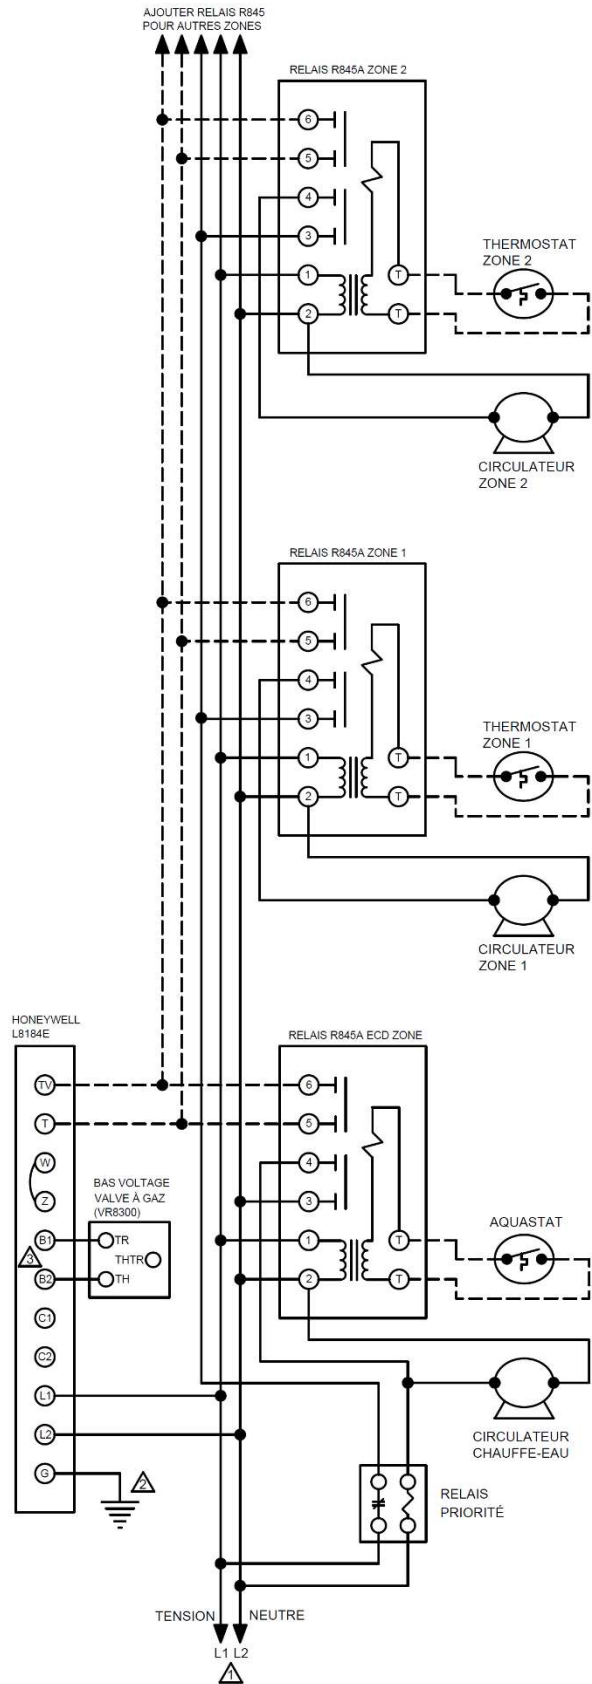 AJOUTER RELAIS R845
POUR AUTRES ZONES
RELAIS R845A ZONE 2
6
5
4
3
1
2
T
T
THERMOSTAT
ZONE 2
CIRCULATEUR
ZONE 2
RELAIS R845A ZONE 1
6
5
4
3
1
2
T
T
THERMOSTAT
ZONE 1
CIRCULATEUR
ZONE 1
HONEYWELL
L8184E
TV
T
W
Z
B1
B2
C1
C2
L1
L2
G
3
BAS VOLTAGE
VALVE À GAZ
(VR8300)
TR
THTR
TH
2
RELAIS R845A ECD ZONE
6
5
4
3
1
2
T
T
AQUASTAT
CIRCULATEUR
CHAUFFE-EAU
RELAIS
PRIORITÉ
TENSION
NEUTRE
L1 L2
1